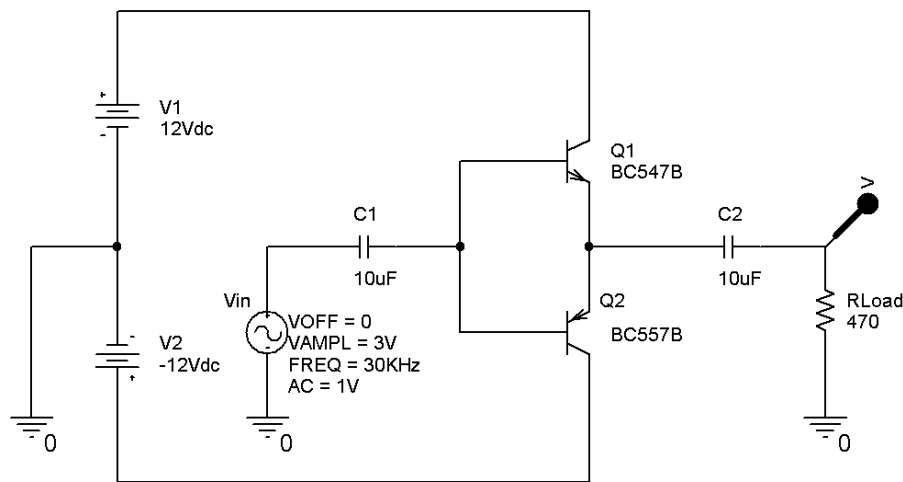 +
V1
12Vdc
-
Q1
BC547B
V
C1
10uF
C2
10uF
Vin
+
-
VOFF = 0
VAMPL = 3V
FREQ = 30KHz
AC = 1V
Q2
BC557B
RLoad
470
-
V2
-12Vdc
+
0
0
0